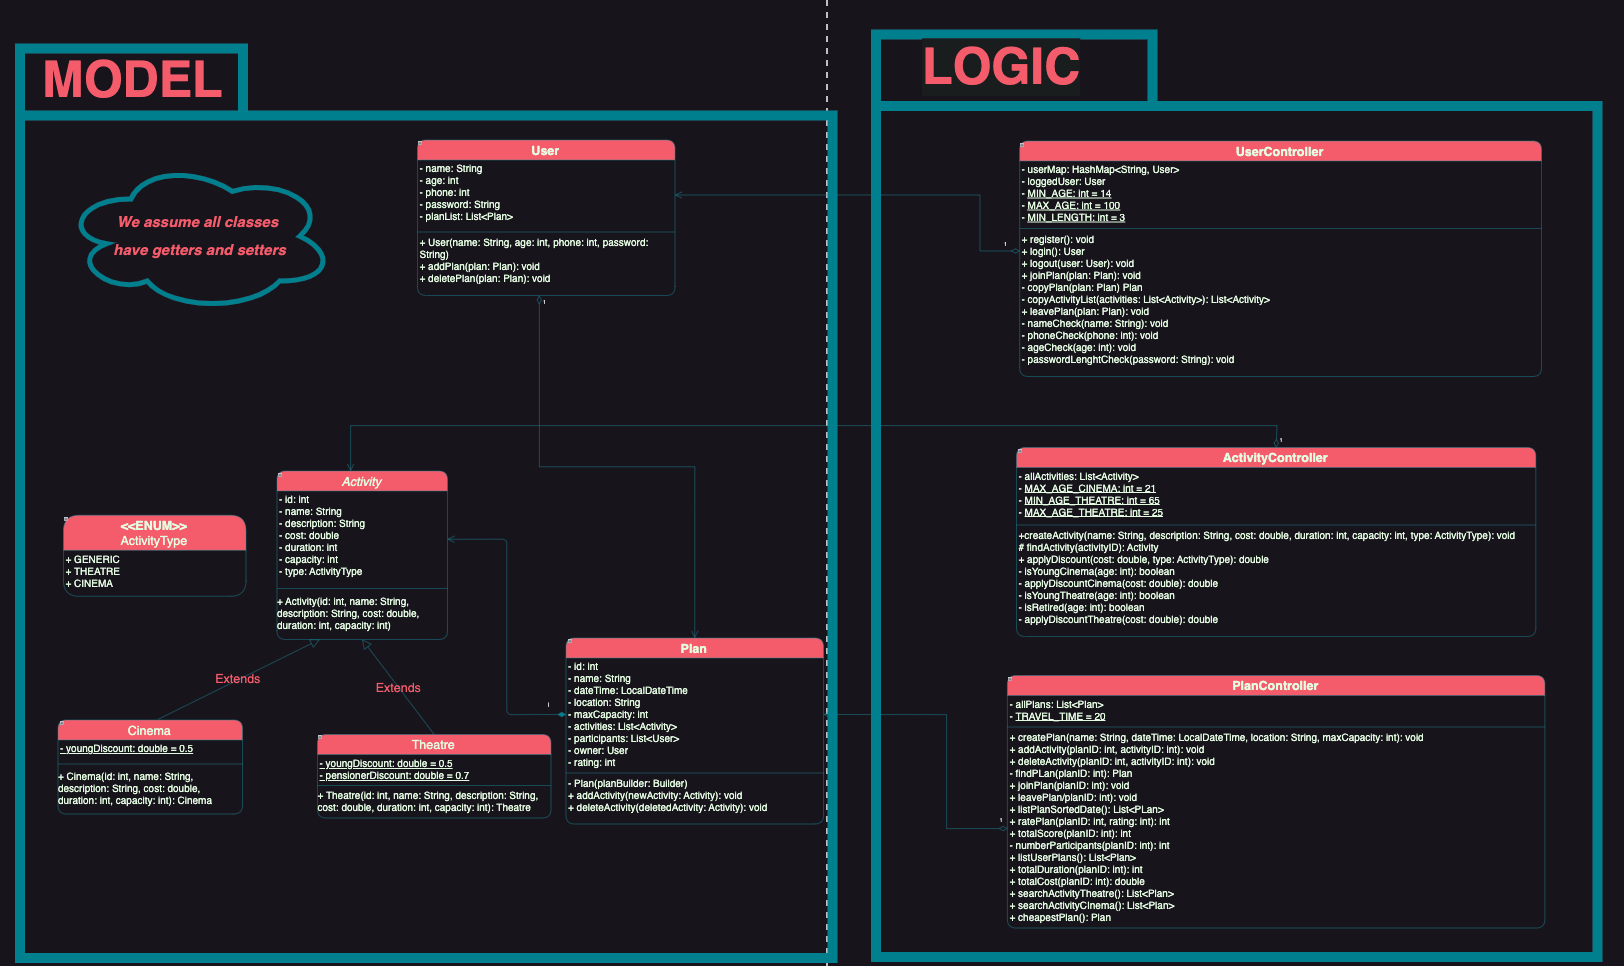 MODEL
We assume all classes
have getters and setters
User
- name: String
- age: int
- phone: int
- password: String
- planList: List<Plan>
+ User(name: String, age: int, phone: int, password:
String)
+ addPlan(plan: Plan): void
+ deletePlan(plan: Plan): void
1
Activity
- id: int
- name: String
- description: String
- cost: double
- duration: int
- capacity: int
- type: ActivityType
+ Activity(id: int, name: String,
description: String, cost: double,
duration: int, capacity: int)
<<ENUM>>
ActivityType
+ GENERIC
+ THEATRE
+ CINEMA
Extends
Extends
Cinema
- youngDiscount: double = 0.5
+ Cinema(id: int, name: String,
description: String, cost: double,
duration: int, capacity: int): Cinema
Theatre
- youngDiscount: double = 0.5
- pensionerDiscount: double = 0.7
+ Theatre(id: int, name: String, description: String,
cost: double, duration: int, capacity: int): Theatre
1
Plan
- id: int
- name: String
- dateTime: LocalDateTime
- location: String
- maxCapacity: int
- activities: List<Activity>
- participants: List<User>
- owner: User
- rating: int
- Plan(planBuilder: Builder)
+ addActivity(newActivity: Activity): void
+ deleteActivity(deletedActivity: Activity): void
LOGIC
UserController
- userMap: HashMap<String, User>
- loggedUser: User
- MIN_AGE: int = 14
- MAX_AGE: int = 100
- MIN_LENGTH: int = 3
1
+ register(): void
+ login(): User
+ logout(user: User): void
+ joinPlan(plan: Plan): void
- copyPlan(plan: Plan) Plan
- copyActivityList(activities: List<Activity>): List<Activity>
+ leavePlan(plan: Plan): void
- nameCheck(name: String): void
- phoneCheck(phone: int): void
- ageCheck(age: int): void
- passwordLenghtCheck(password: String): void
1
ActivityController
- allActivities: List<Activity>
- MAX_AGE_CINEMA: int = 21
- MIN_AGE_THEATRE: int = 65
- MAX_AGE_THEATRE: int = 25
+createActivity(name: String, description: String, cost: double, duration: int, capacity: int, type: ActivityType): void
# findActivity(activityID): Activity
+ applyDiscount(cost: double, type: ActivityType): double
- isYoungCinema(age: int): boolean
- applyDiscountCinema(cost: double): double
- isYoungTheatre(age: int): boolean
- isRetired(age: int): boolean
- applyDiscountTheatre(cost: double): double
PlanController
- allPlans: List<Plan>
- TRAVEL_TIME = 20
+ createPlan(name: String, dateTime: LocalDateTime, location: String, maxCapacity: int): void
+ addActivity(planID: int, activityID: int): void
+ deleteActivity(planID: int, activityID: int): void
- findPLan(planID: int): Plan
+ joinPlan(planID: int): void
+ leavePlan/planID: int): void
+ listPlanSortedDate(): List<PLan>
+ ratePlan(planID: int, rating: int): int
1
+ totalScore(planID: int): int
- numberParticipants(planID: int): int
+ listUserPlans(): List<Plan>
+ totalDuration(planID: int): int
+ totalCost(planID: int): double
+ searchActivityTheatre(): List<Plan>
+ searchActivityCInema(): List<Plan>
+ cheapestPlan(): Plan